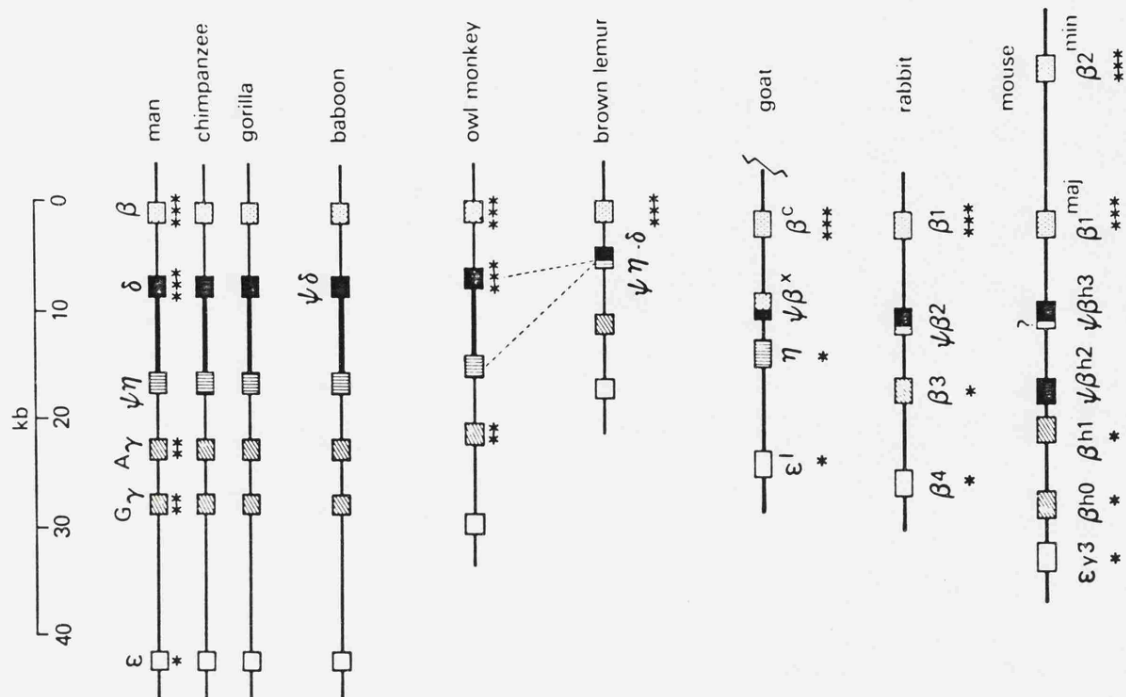 kb
40 30 20 10 0
ε Gγ Aγ ψη δ β man
* ** ** *** ***
chimpanzee
gorilla
ψδ baboon
owl monkey
** *** ***
brown lemur
ψη-δ ***
goat
ε^I η ψβ^x β^c
* * ***
rabbit
β4 β3 ψβ2 β1
* * ***
mouse
?
εy3 βh0 βh1 ψβh2 ψβh3 β1^maj β2^min
* * * *** ***